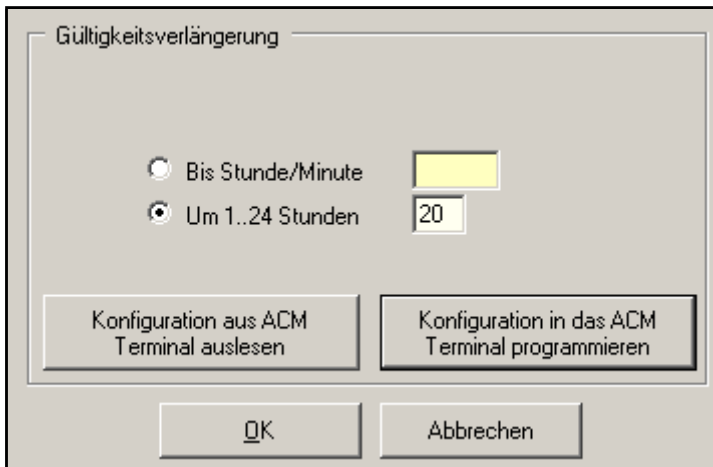 Gültigkeitsverlängerung
Bis Stunde/Minute
Um 1..24 Stunden 20
Konfiguration aus ACM
Terminal auslesen
Konfiguration in das ACM
Terminal programmieren
OK
Abbrechen